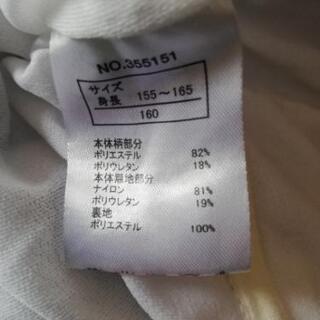 NO.355151
サイズ
身長 155～165
160
本体柄部分
ポリエステル 82%
ポリウレタン 18%
本体無地部分
ナイロン 81%
ポリウレタン 19%
裏地
ポリエステル 100%